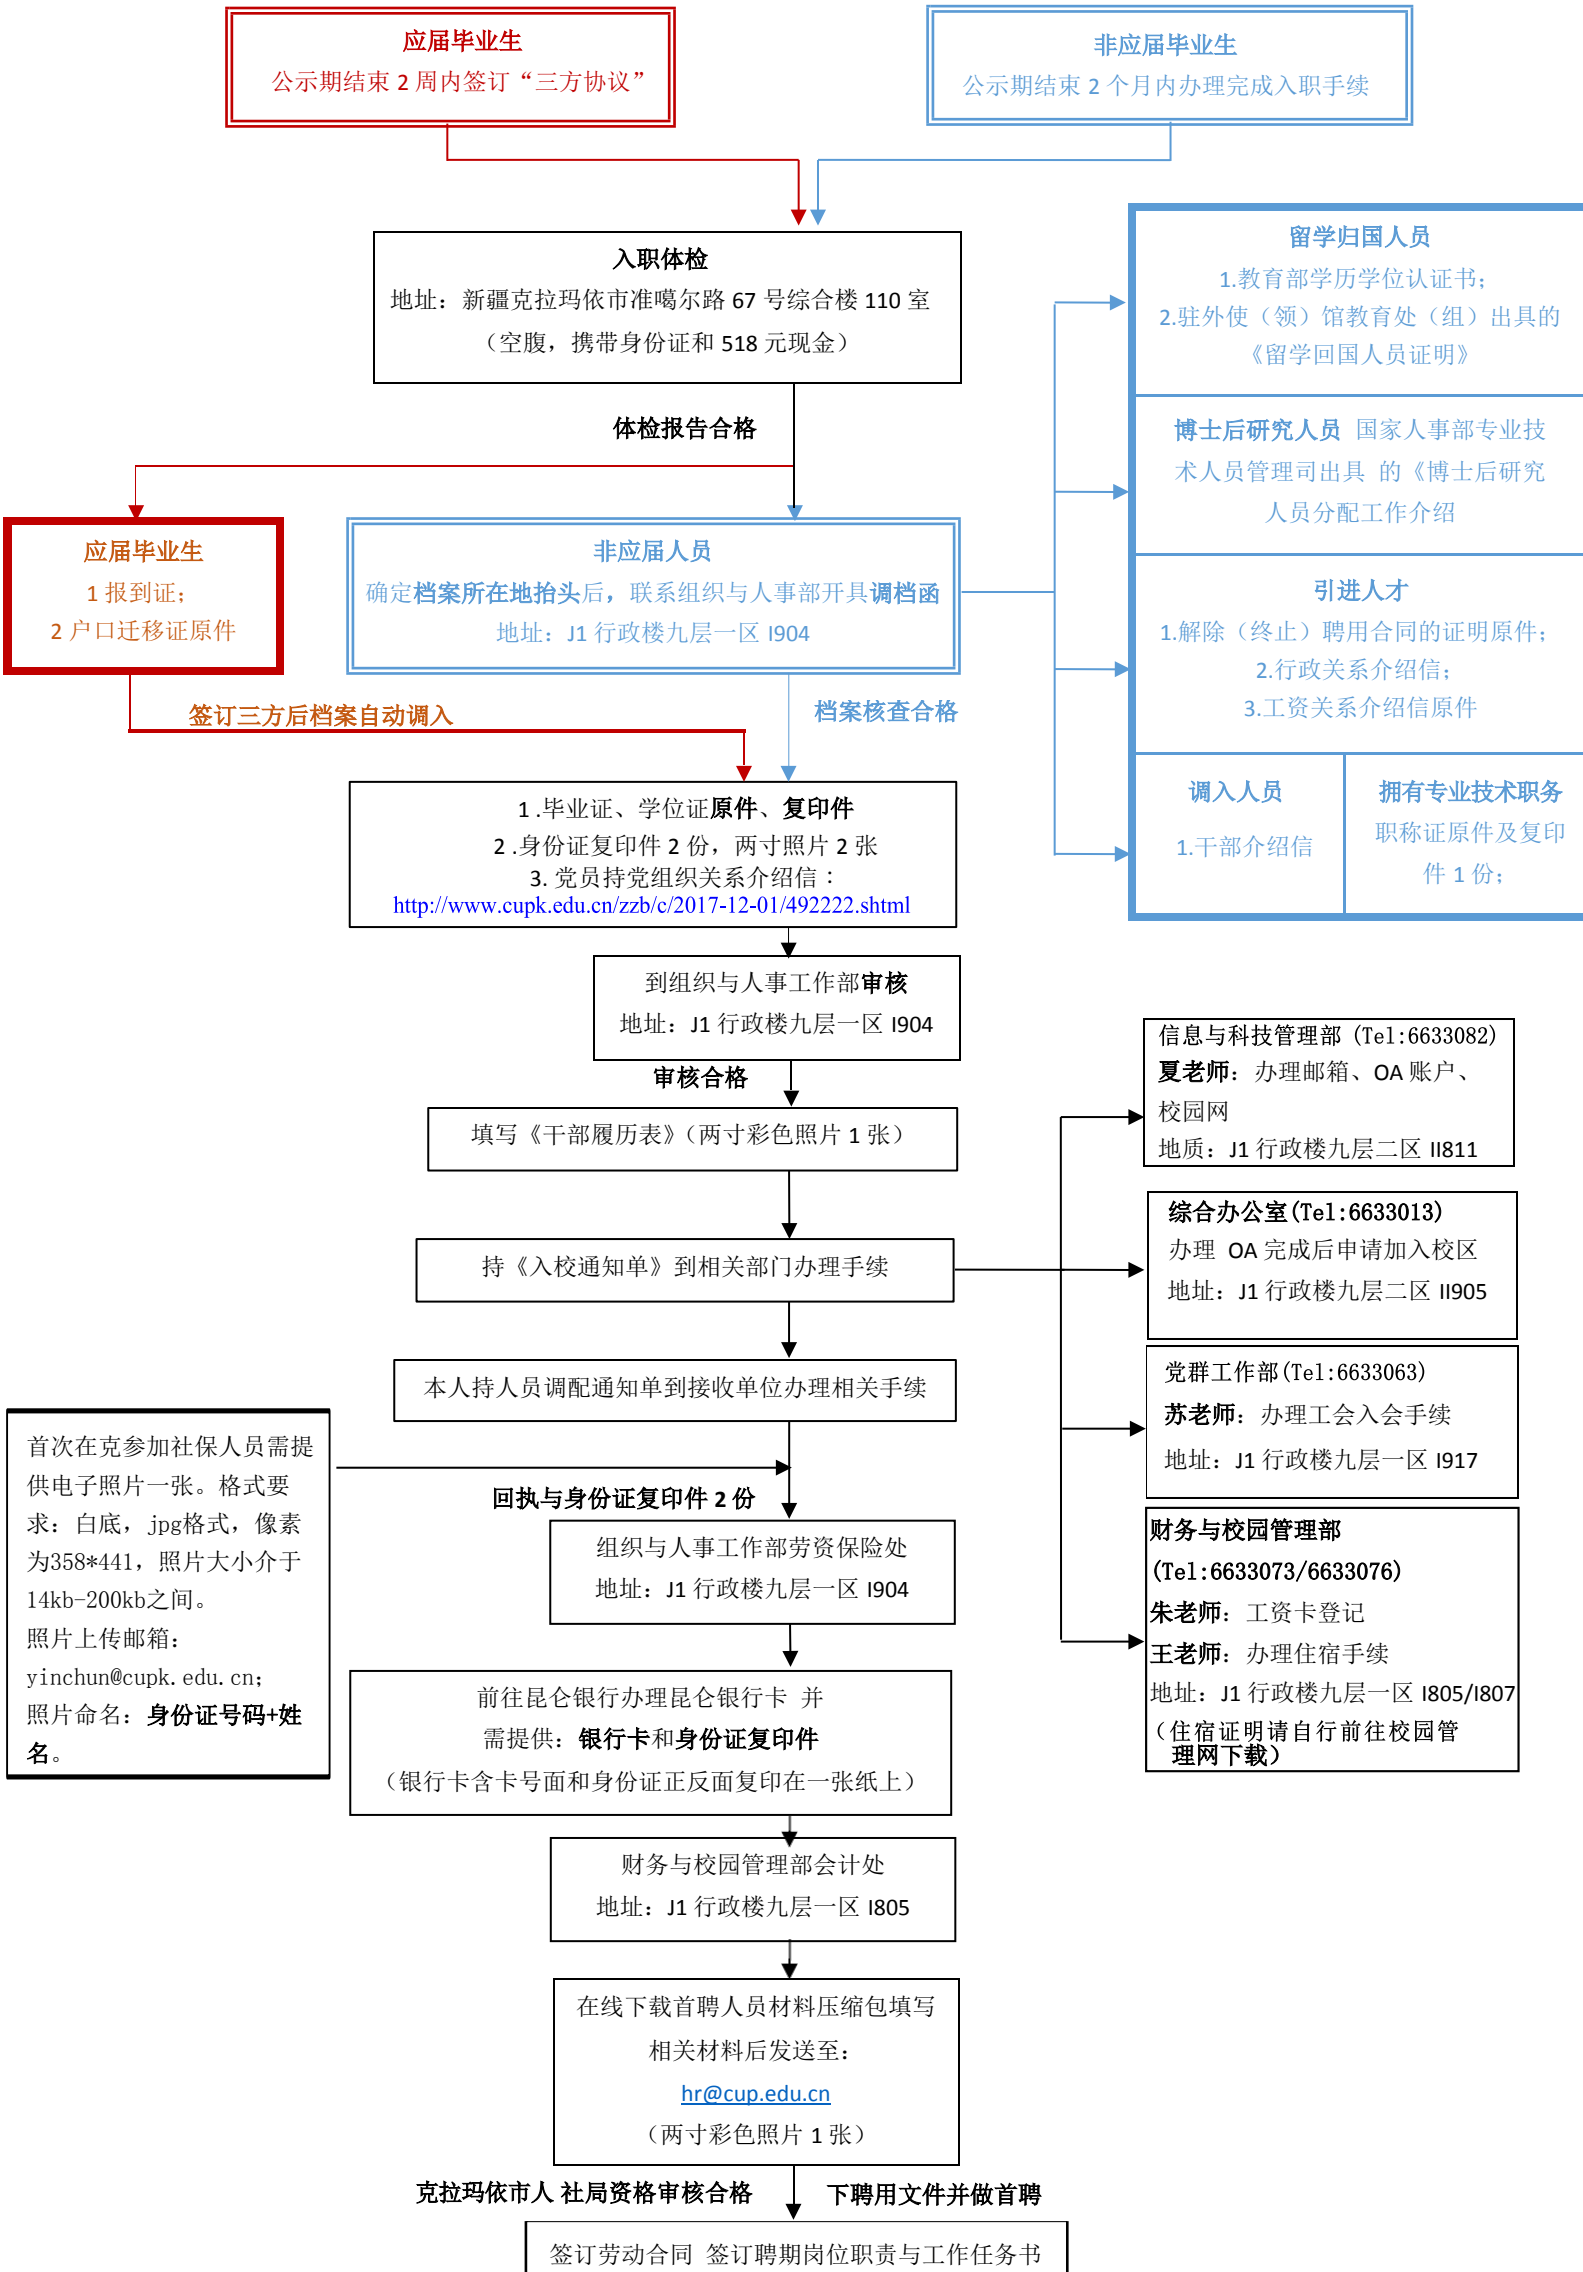 应届毕业生
公示期结束 2 周内签订“三方协议”
非应届毕业生
公示期结束 2 个月内办理完成入职手续
入职体检
地址：新疆克拉玛依市准噶尔路 67 号综合楼 110 室
（空腹，携带身份证和 518 元现金）
体检报告合格
留学归国人员
1.教育部学历学位认证书；
2.驻外使（领）馆教育处（组）出具的
《留学回国人员证明》
博士后研究人员 国家人事部专业技
术人员管理司出具 的《博士后研究
人员分配工作介绍
引进人才
1.解除（终止）聘用合同的证明原件；
2.行政关系介绍信；
3.工资关系介绍信原件
调入人员
1.干部介绍信
拥有专业技术职务
职称证原件及复印
件 1 份；
应届毕业生
1 报到证；
2 户口迁移证原件
非应届人员
确定档案所在地抬头后，联系组织与人事部开具调档函
地址：J1 行政楼九层一区 I904
签订三方后档案自动调入
档案核查合格
1 .毕业证、学位证原件、复印件
2 .身份证复印件 2 份，两寸照片 2 张
3. 党员持党组织关系介绍信：
http://www.cupk.edu.cn/zzb/c/2017-12-01/492222.shtml
到组织与人事工作部审核
地址：J1 行政楼九层一区 I904
审核合格
填写《干部履历表》（两寸彩色照片 1 张）
持《入校通知单》到相关部门办理手续
信息与科技管理部 (Tel:6633082)
夏老师：办理邮箱、OA 账户、
校园网
地质：J1 行政楼九层二区 II811
综合办公室(Tel:6633013)
办理 OA 完成后申请加入校区
地址：J1 行政楼九层二区 II905
党群工作部(Tel:6633063)
苏老师：办理工会入会手续
地址：J1 行政楼九层一区 I917
财务与校园管理部
(Tel:6633073/6633076)
朱老师：工资卡登记
王老师：办理住宿手续
地址：J1 行政楼九层一区 I805/I807
（住宿证明请自行前往校园管
理网下载）
本人持人员调配通知单到接收单位办理相关手续
首次在克参加社保人员需提
供电子照片一张。格式要
求：白底，jpg格式，像素
为358*441，照片大小介于
14kb-200kb之间。
照片上传邮箱：
yinchun@cupk.edu.cn；
照片命名：身份证号码+姓
名。
回执与身份证复印件 2 份
组织与人事工作部劳资保险处
地址：J1 行政楼九层一区 I904
前往昆仑银行办理昆仑银行卡 并
需提供：银行卡和身份证复印件
（银行卡含卡号面和身份证正反面复印在一张纸上）
财务与校园管理部会计处
地址：J1 行政楼九层一区 I805
在线下载首聘人员材料压缩包填写
相关材料后发送至：
hr@cup.edu.cn
（两寸彩色照片 1 张）
克拉玛依市人 社局资格审核合格
下聘用文件并做首聘
签订劳动合同 签订聘期岗位职责与工作任务书